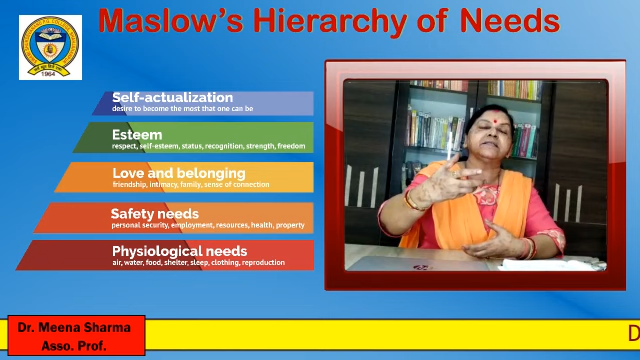 Maslow's Hierarchy of Needs
1964
Self-actualization
desire to become the most that one can be
Esteem
respect, self-esteem, status, recognition, strength, freedom
Love and belonging
friendship, intimacy, family, sense of connection
Safety needs
personal security, employment, resources, health, property
Physiological needs
air, water, food, shelter, sleep, clothing, reproduction
Dr. Meena Sharma
Asso. Prof.
D